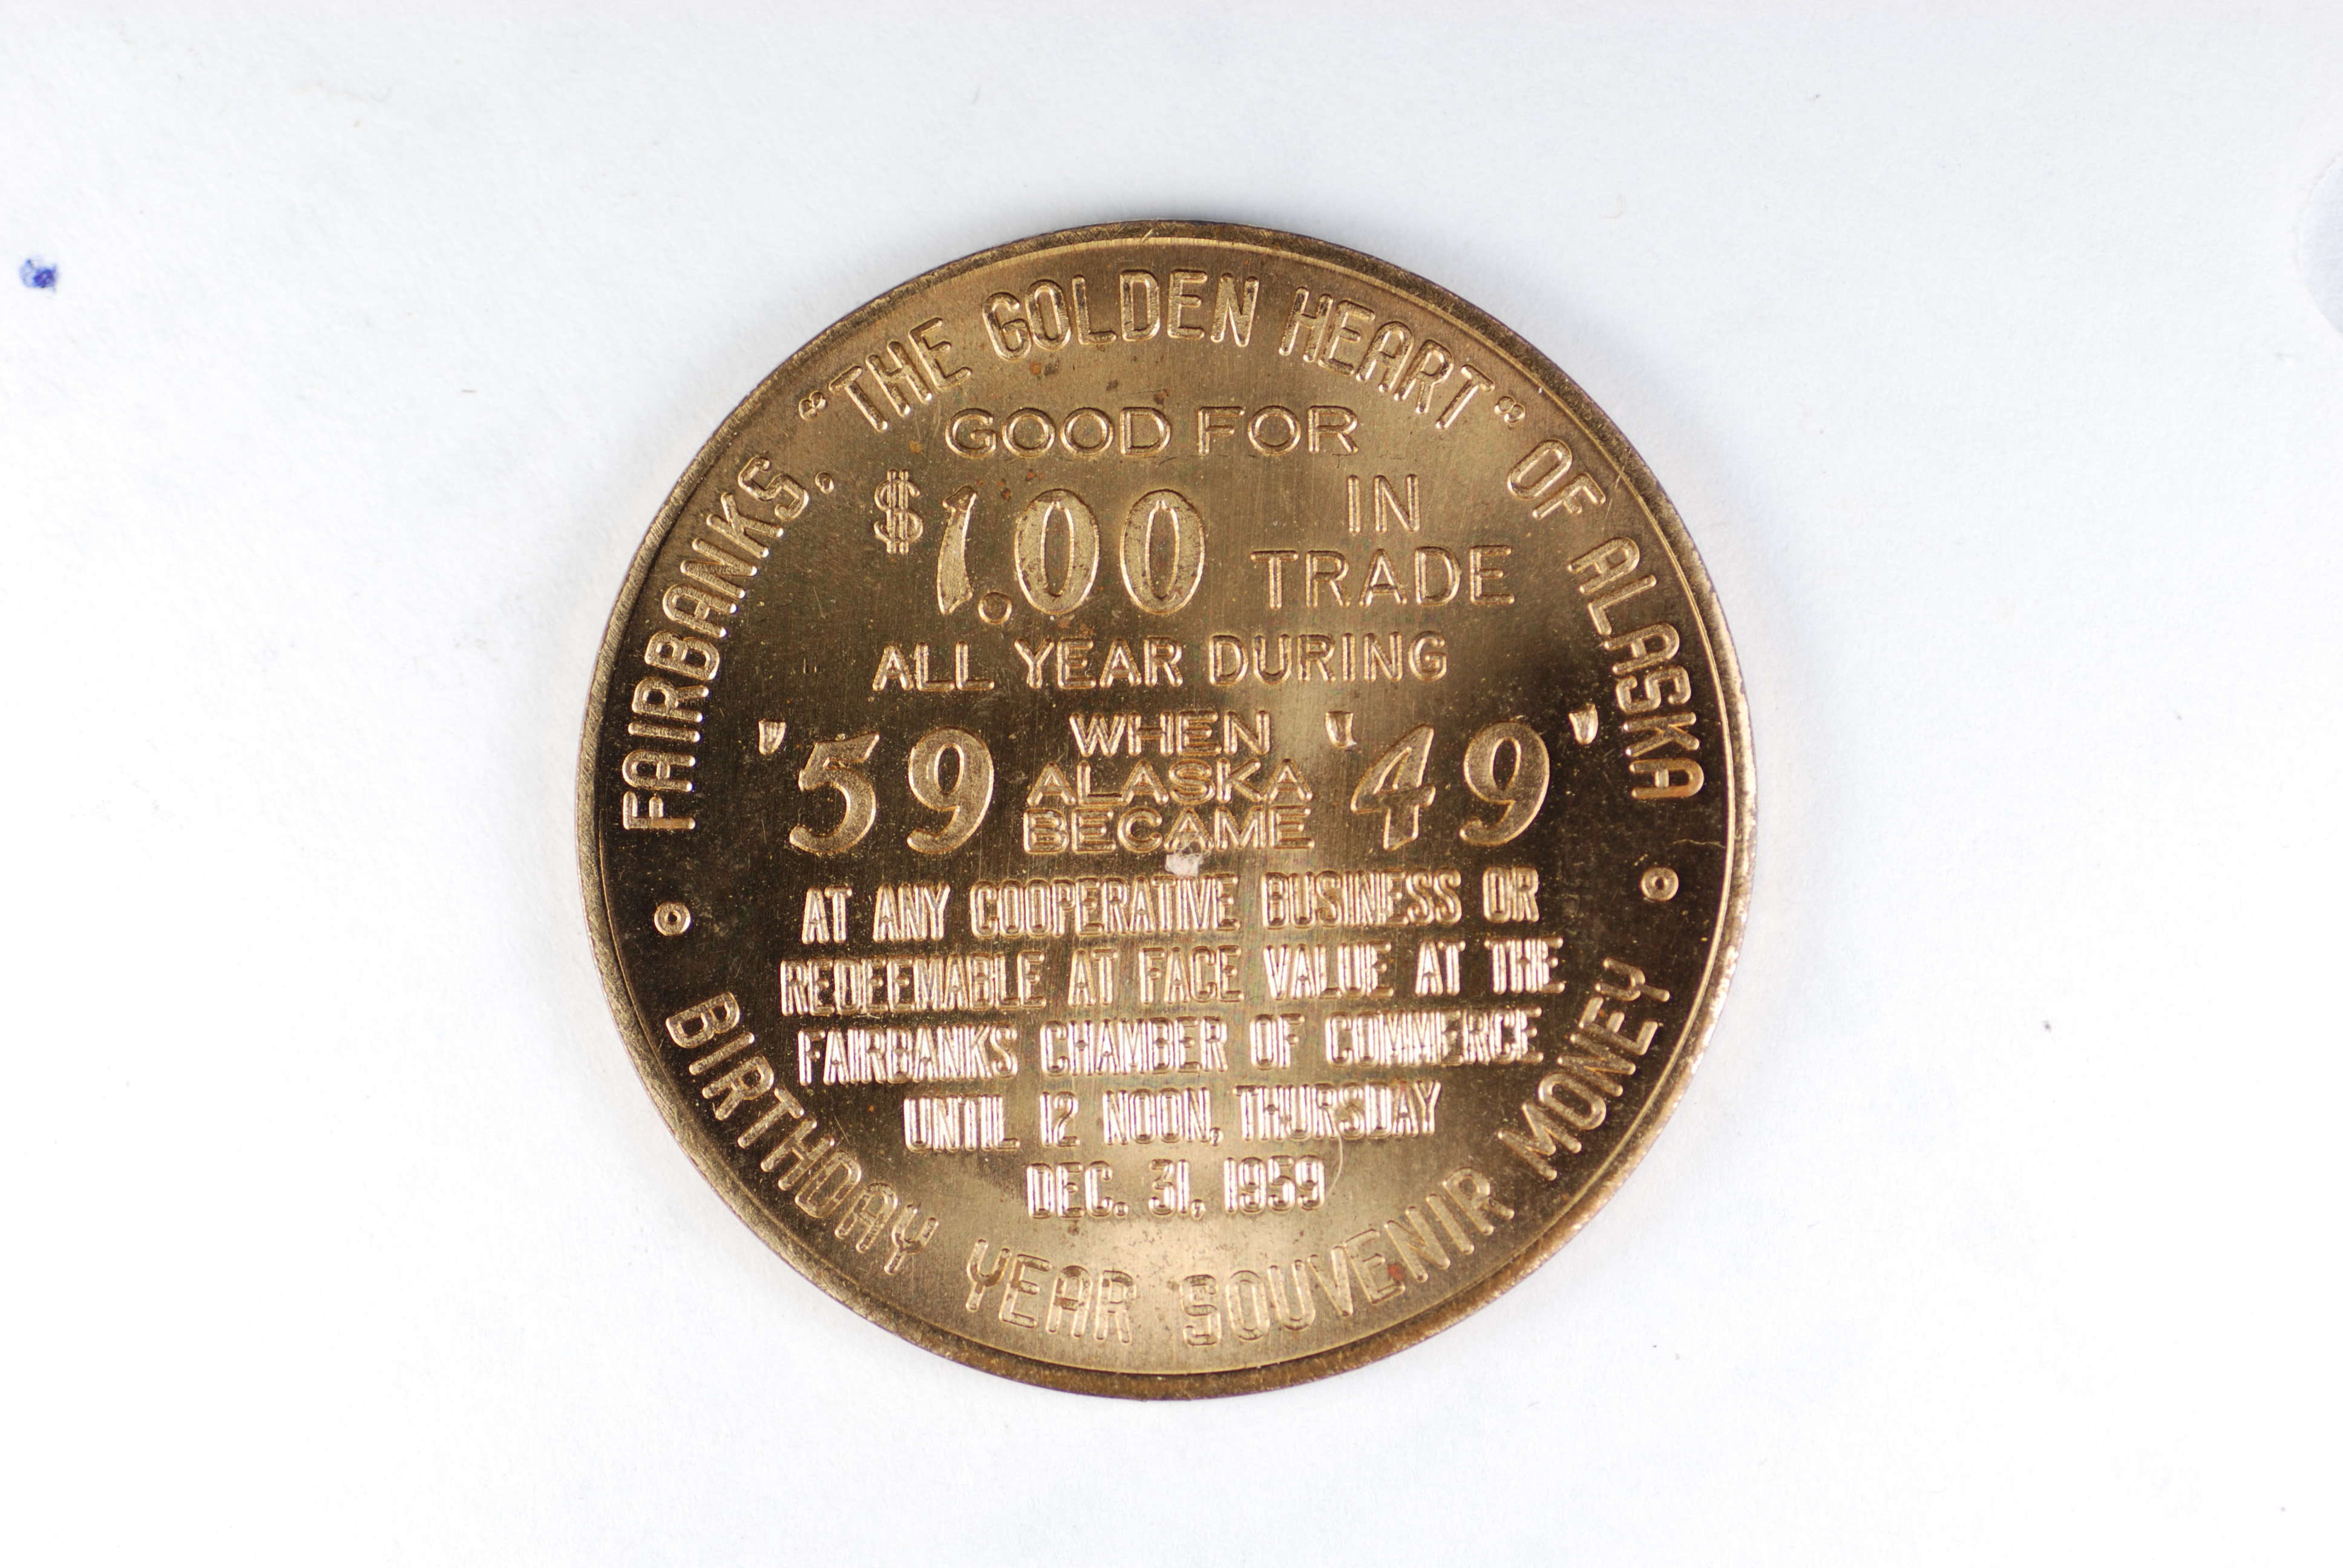 FAIRBANKS, "THE GOLDEN HEART" OF ALASKA
GOOD FOR
$1.00 IN
TRADE
ALL YEAR DURING
'59 WHEN
ALASKA
BECAME '49'
AT ANY COOPERATIVE BUSINESS OR
REDEEMABLE AT FACE VALUE AT THE
FAIRBANKS CHAMBER OF COMMERCE
UNTIL 12 NOON, THURSDAY
DEC. 31, 1959
BIRTHDAY YEAR SOUVENIR MONEY